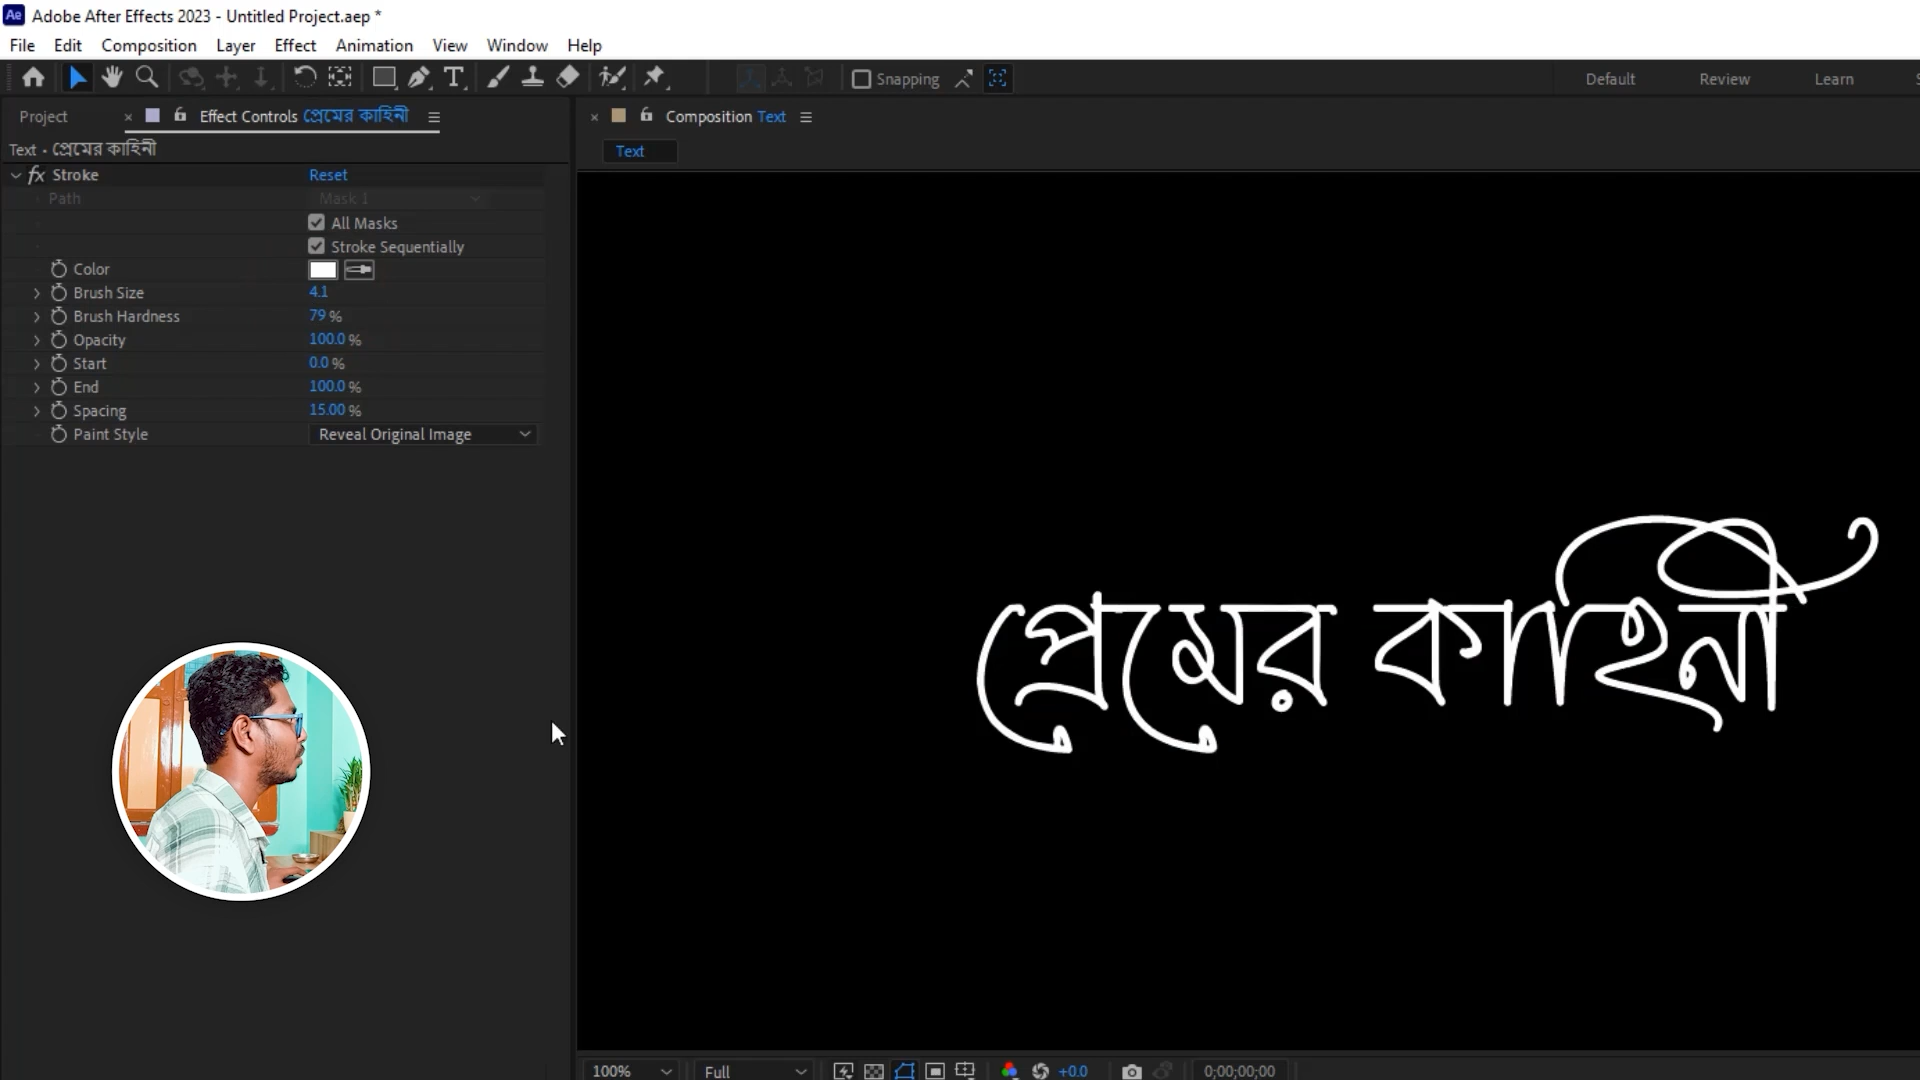 Adobe After Effects 2023 - Untitled Project.aep *
File Edit Composition Layer Effect Animation View Window Help
Snapping Default Review Learn
Project Effect Controls প্রেমের কাহিনী Composition Text
Text • প্রেমের কাহিনী
Text
fx Stroke Reset
Path Mask 1
All Masks
Stroke Sequentially
Color
Brush Size 4.1
Brush Hardness 79 %
Opacity 100.0 %
Start 0.0 %
End 100.0 %
Spacing 15.00 %
Paint Style Reveal Original Image
প্রেমের কাহিনী
100% Full +0.0 0;00;00;00